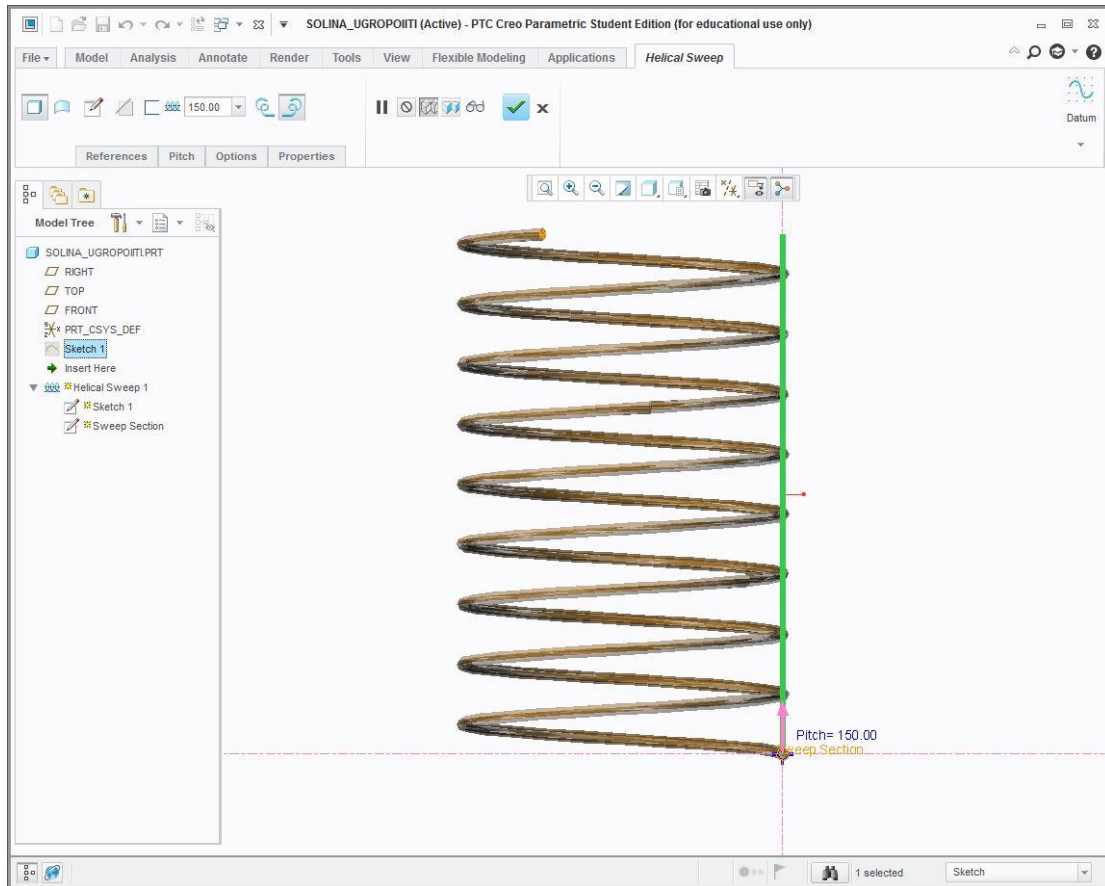 SOLINA_UGROPOIITI (Active) - PTC Creo Parametric Student Edition (for educational use only)
File Model Analysis Annotate Render Tools View Flexible Modeling Applications Helical Sweep
150.00
Datum
References Pitch Options Properties
Model Tree
SOLINA_UGROPOIITI.PRT
RIGHT
TOP
FRONT
PRT_CSYS_DEF
Sketch 1
Insert Here
Helical Sweep 1
Sketch 1
Sweep Section
Pitch= 150.00
weep Section
1 selected Sketch